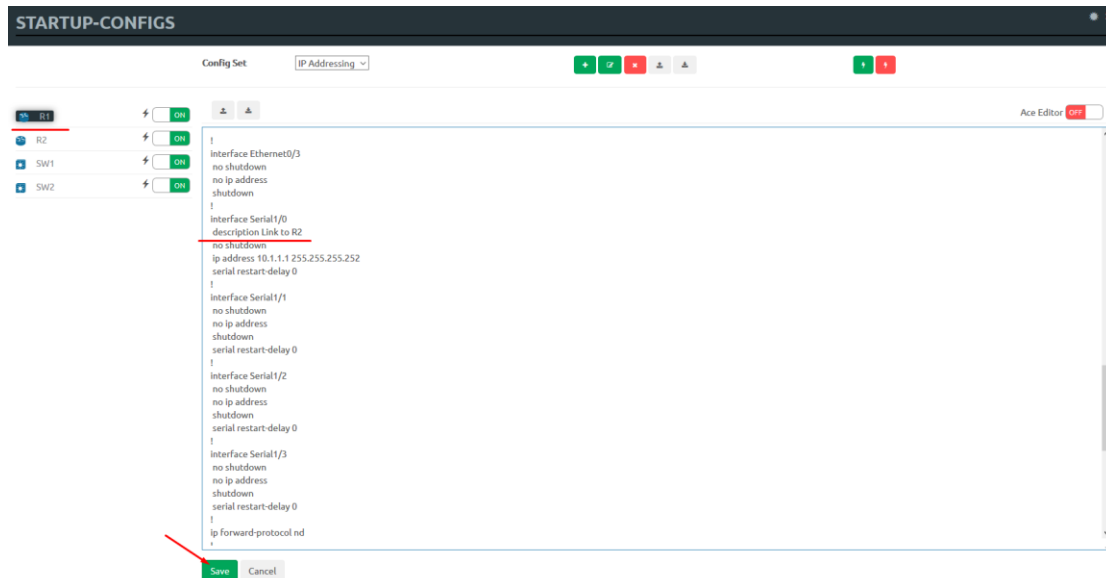 STARTUP-CONFIGS
Config Set IP Addressing
R1 ON
R2 ON
SW1 ON
SW2 ON
Ace Editor OFF
!
interface Ethernet0/3
no shutdown
no ip address
shutdown
!
interface Serial1/0
description Link to R2
no shutdown
ip address 10.1.1.1 255.255.255.252
serial restart-delay 0
!
interface Serial1/1
no shutdown
no ip address
shutdown
serial restart-delay 0
!
interface Serial1/2
no shutdown
no ip address
shutdown
serial restart-delay 0
!
interface Serial1/3
no shutdown
no ip address
shutdown
serial restart-delay 0
!
ip forward-protocol nd
Save Cancel